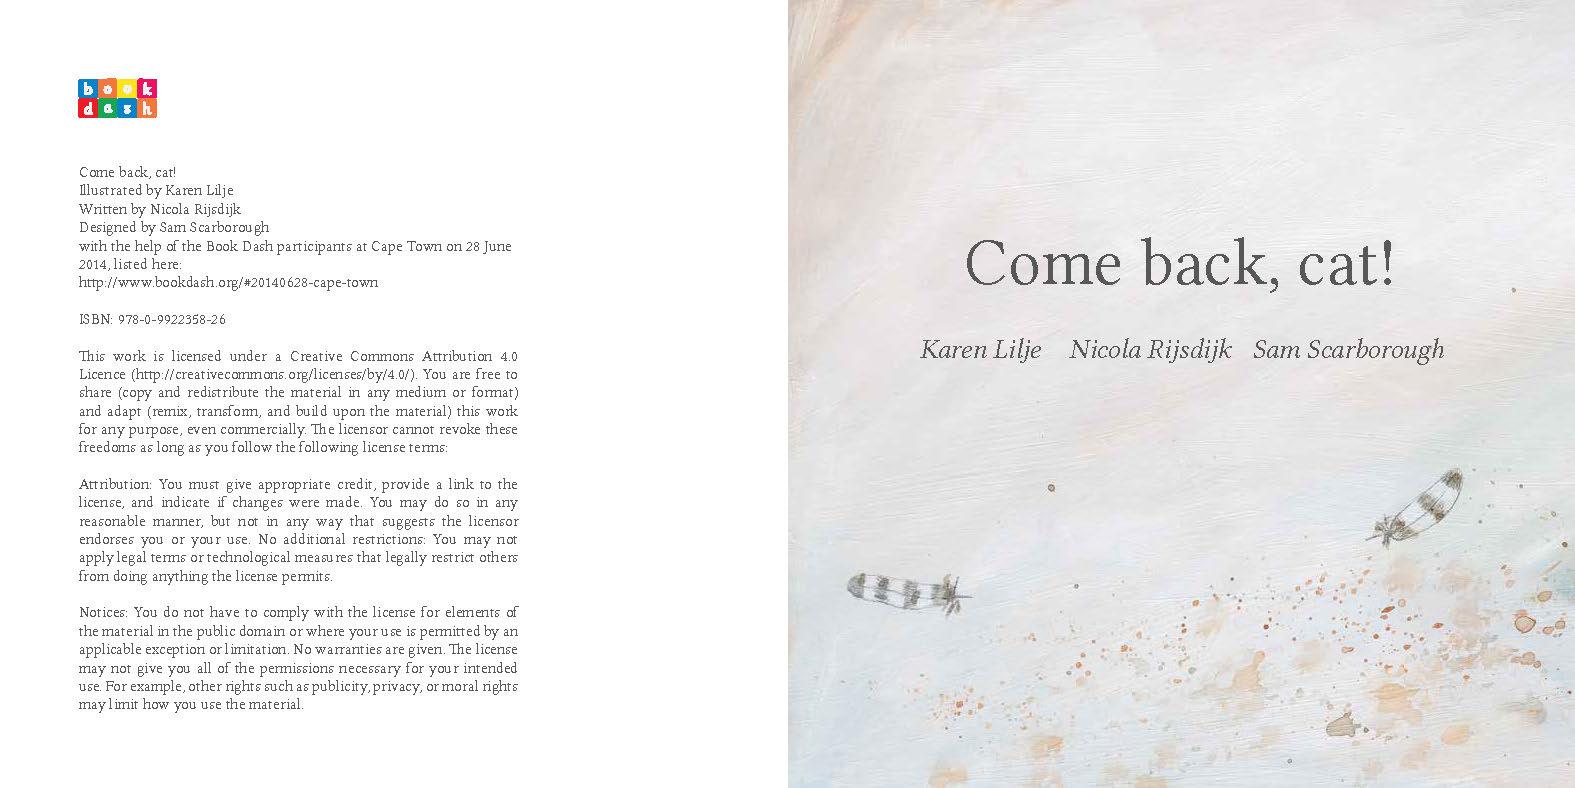 book
dash
Come back, cat!
Illustrated by Karen Lilje
Written by Nicola Rijsdijk
Designed by Sam Scarborough
with the help of the Book Dash participants at Cape Town on 28 June
2014, listed here:
http://www.bookdash.org/#20140628-cape-town
ISBN: 978-0-9922358-26
This work is licensed under a Creative Commons Attribution 4.0
Licence (http://creativecommons.org/licenses/by/4.0/). You are free to
share (copy and redistribute the material in any medium or format)
and adapt (remix, transform, and build upon the material) this work
for any purpose, even commercially. The licensor cannot revoke these
freedoms as long as you follow the following license terms:
Attribution: You must give appropriate credit, provide a link to the
license, and indicate if changes were made. You may do so in any
reasonable manner, but not in any way that suggests the licensor
endorses you or your use. No additional restrictions: You may not
apply legal terms or technological measures that legally restrict others
from doing anything the license permits.
Notices: You do not have to comply with the license for elements of
the material in the public domain or where your use is permitted by an
applicable exception or limitation. No warranties are given. The license
may not give you all of the permissions necessary for your intended
use. For example, other rights such as publicity, privacy, or moral rights
may limit how you use the material.
Come back, cat!
Karen Lilje Nicola Rijsdijk Sam Scarborough